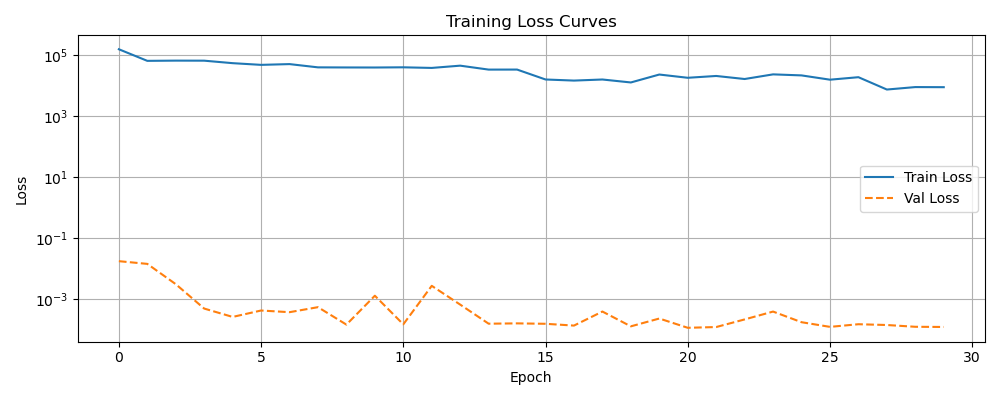 Training Loss Curves
Loss
10^5
10^3
10^1
10^-1
10^-3
Train Loss
Val Loss
0 5 10 15 20 25 30
Epoch